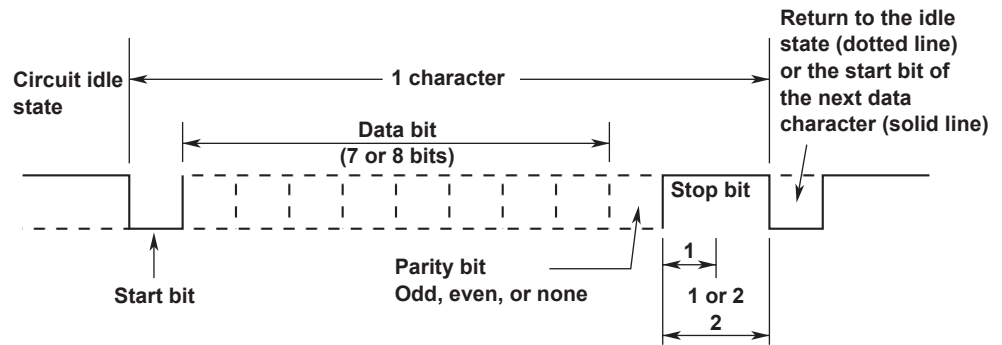 Return to the idle
state (dotted line)
or the start bit of
the next data
character (solid line)
Circuit idle
state
1 character
Data bit
(7 or 8 bits)
Stop bit
Start bit
Parity bit
Odd, even, or none
1
1 or 2
2